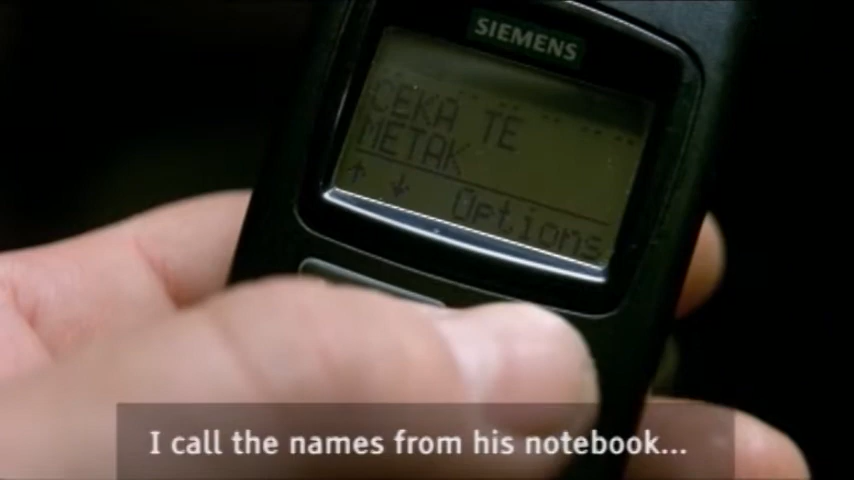 SIEMENS
CEKA TE
METAK
Options
I call the names from his notebook...